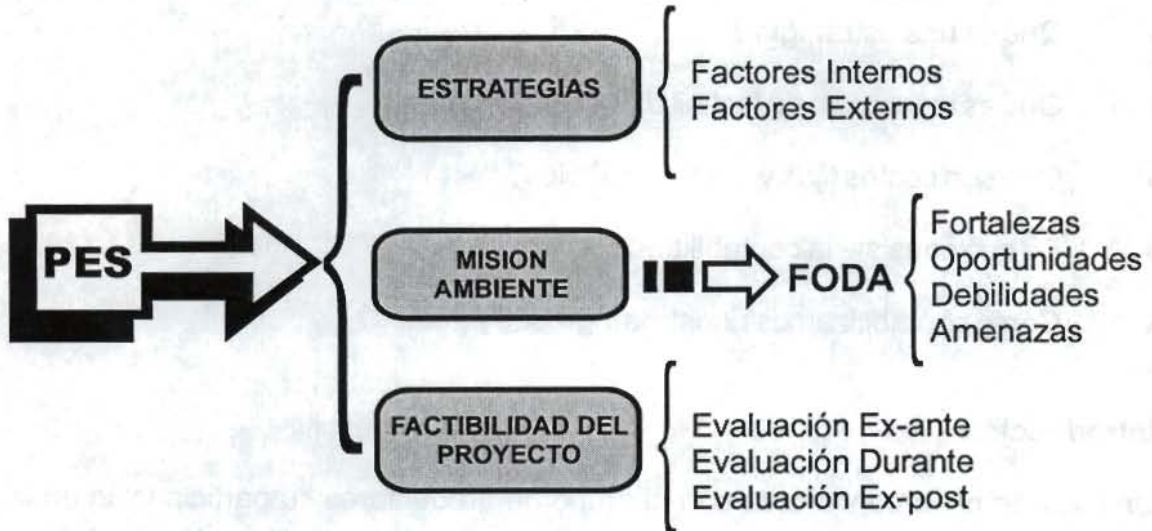 PES
ESTRATEGIAS
Factores Internos
Factores Externos
MISION
AMBIENTE
FODA
Fortalezas
Oportunidades
Debilidades
Amenazas
FACTIBILIDAD DEL
PROYECTO
Evaluación Ex-ante
Evaluación Durante
Evaluación Ex-post